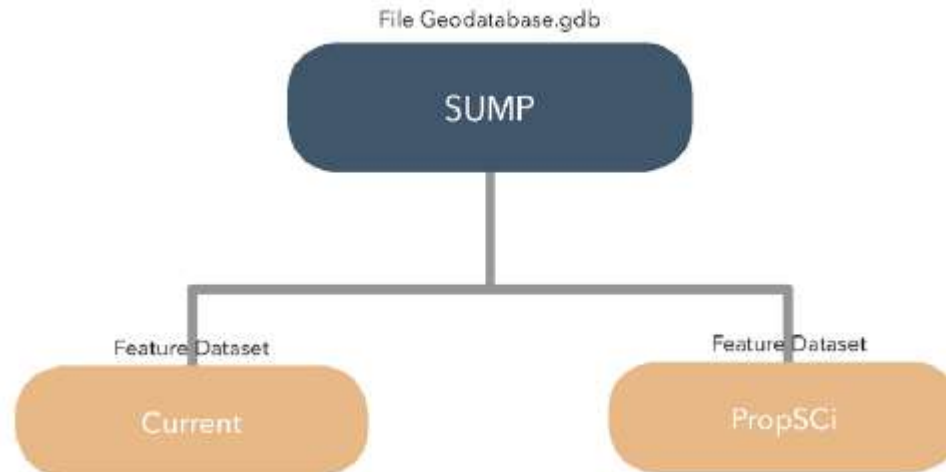 File Geodatabase.gdb
SUMP
Feature Dataset
Feature Dataset
Current
PropSCi